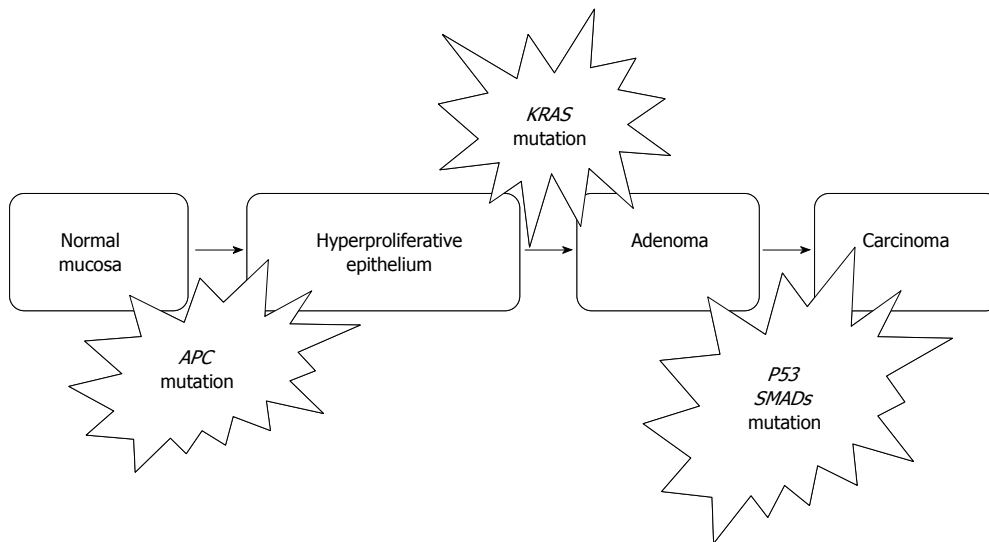 KRAS
mutation
Normal
mucosa
Hyperproliferative
epithelium
Adenoma
Carcinoma
APC
mutation
P53
SMADs
mutation